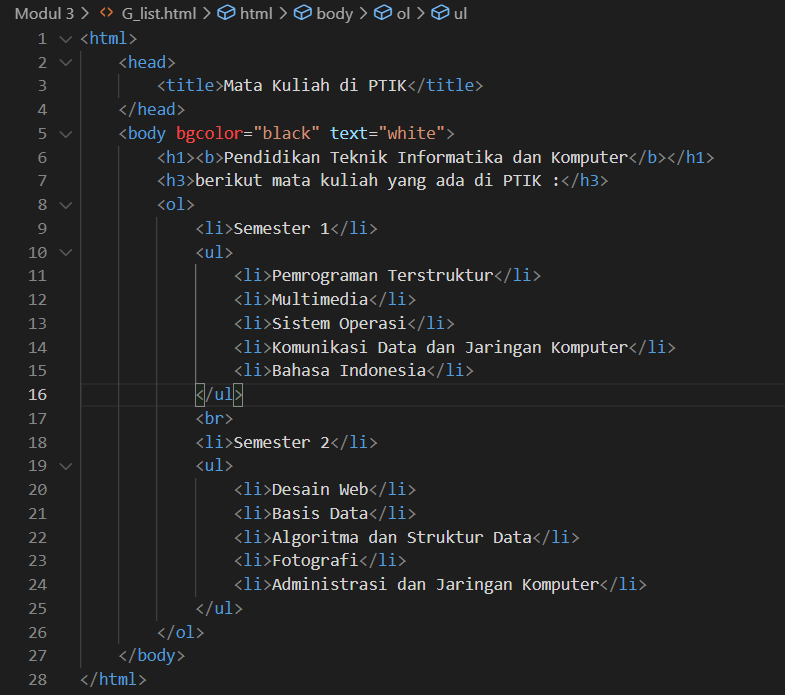 Modul 3 > <> G_list.html > html > body > ol > ul
1 <html>
2 <head>
3 <title>Mata Kuliah di PTIK</title>
4 </head>
5 <body bgcolor="black" text="white">
6 <h1><b>Pendidikan Teknik Informatika dan Komputer</b></h1>
7 <h3>berikut mata kuliah yang ada di PTIK :</h3>
8 <ol>
9 <li>Semester 1</li>
10 <ul>
11 <li>Pemrograman Terstruktur</li>
12 <li>Multimedia</li>
13 <li>Sistem Operasi</li>
14 <li>Komunikasi Data dan Jaringan Komputer</li>
15 <li>Bahasa Indonesia</li>
16 </ul>
17 <br>
18 <li>Semester 2</li>
19 <ul>
20 <li>Desain Web</li>
21 <li>Basis Data</li>
22 <li>Algoritma dan Struktur Data</li>
23 <li>Fotografi</li>
24 <li>Administrasi dan Jaringan Komputer</li>
25 </ul>
26 </ol>
27 </body>
28 </html>